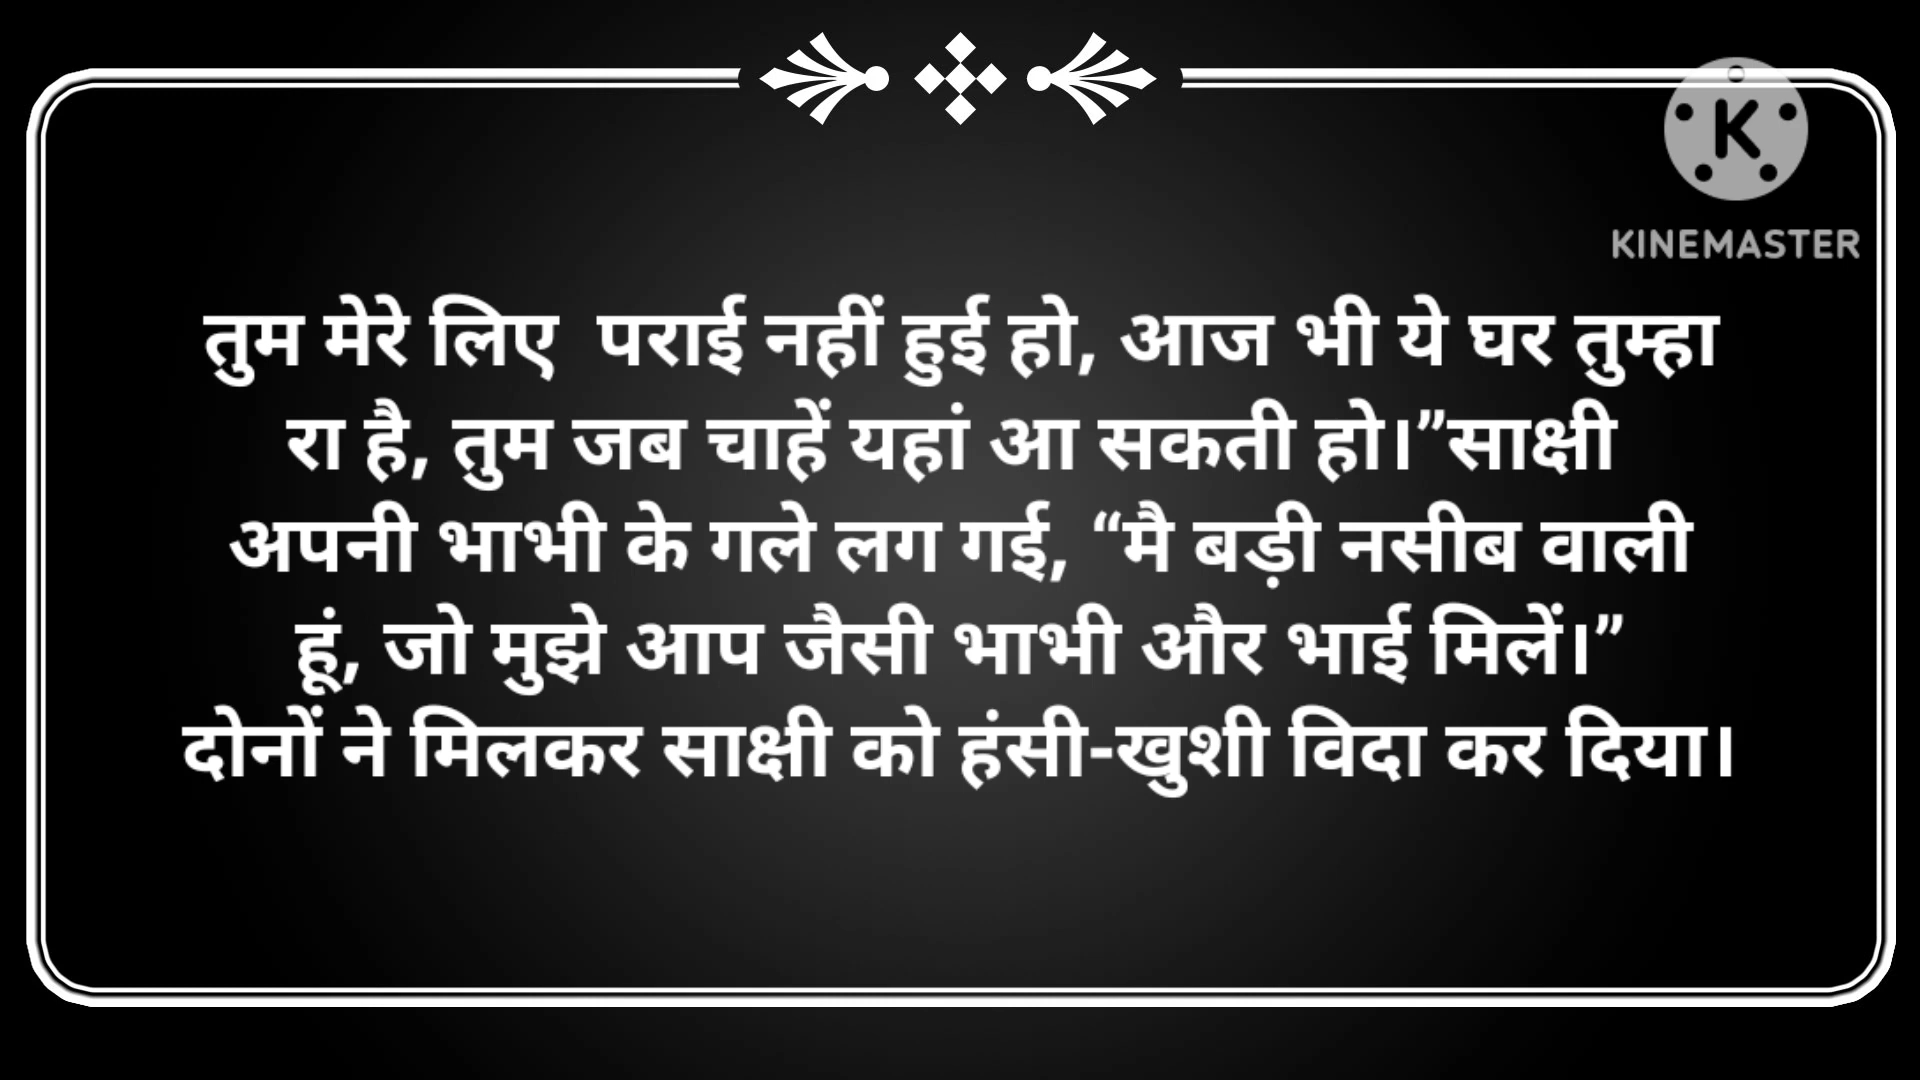 KINEMASTER
तुम मेरे लिए  पराई नहीं हुई हो, आज भी ये घर तुम्हा
रा है, तुम जब चाहें यहां आ सकती हो।”साक्षी
अपनी भाभी के गले लग गई, “मै बड़ी नसीब वाली
हूं, जो मुझे आप जैसी भाभी और भाई मिलें।”
दोनों ने मिलकर साक्षी को हंसी-खुशी विदा कर दिया।